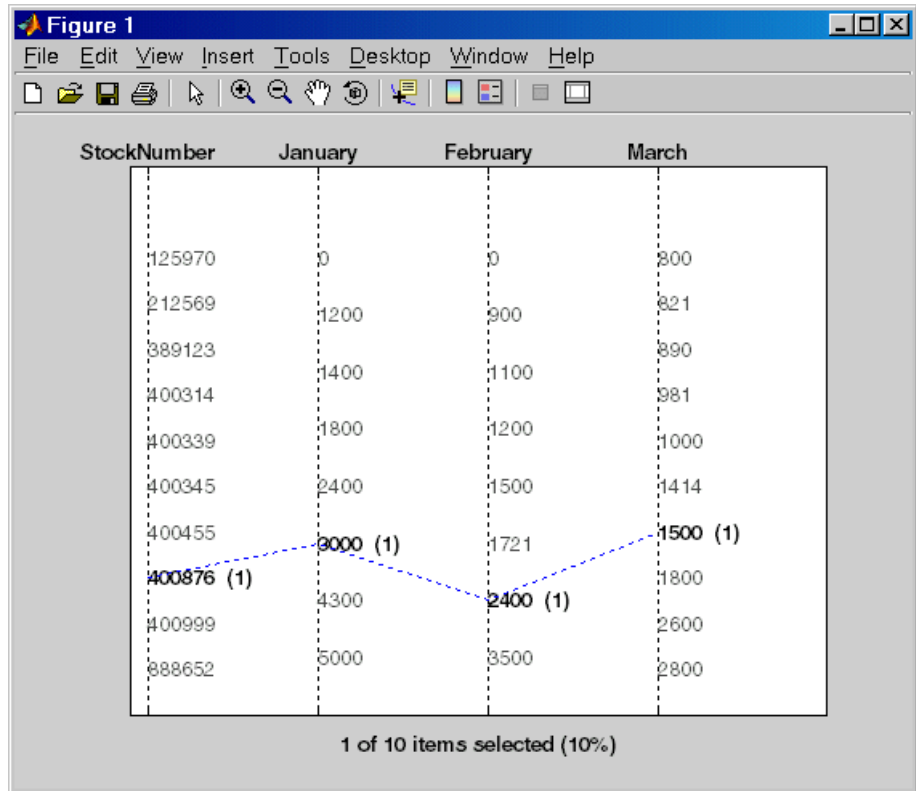 Figure 1
File Edit View Insert Tools Desktop Window Help
StockNumber January February March
125970 0 0 800
212569 1200 900 821
389123 1400 1100 890
400314 1800 1200 981
400339 2400 1500 1000
400345 3000 (1) 1721 1414
400455 4300 2400 (1) 1500 (1)
400876 (1) 5000 3500 1800
400999 2600
888652 2800
1 of 10 items selected (10%)